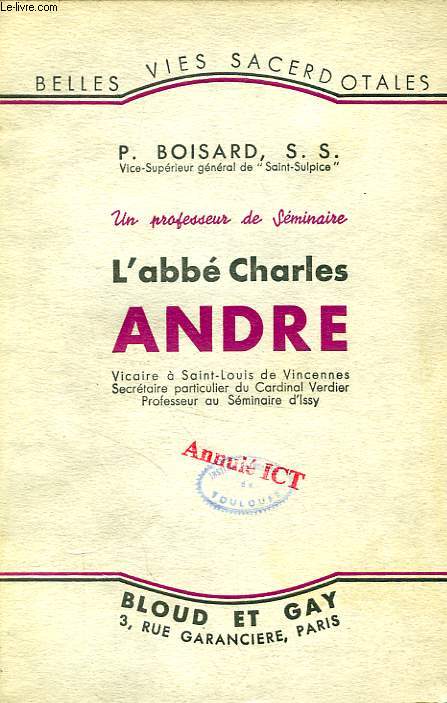 Le-livre.com
BELLES VIES SACERDOTALES
P. BOISARD, S. S.
Vice-Supérieur général de "Saint-Sulpice"
Un professeur de Séminaire
L'abbé Charles
ANDRE
Vicaire à Saint-Louis de Vincennes
Secrétaire particulier du Cardinal Verdier
Professeur au Séminaire d'Issy
Annulé ICT
de
TOULOUSE
BLOUD ET GAY
3, RUE GARANCIERE, PARIS